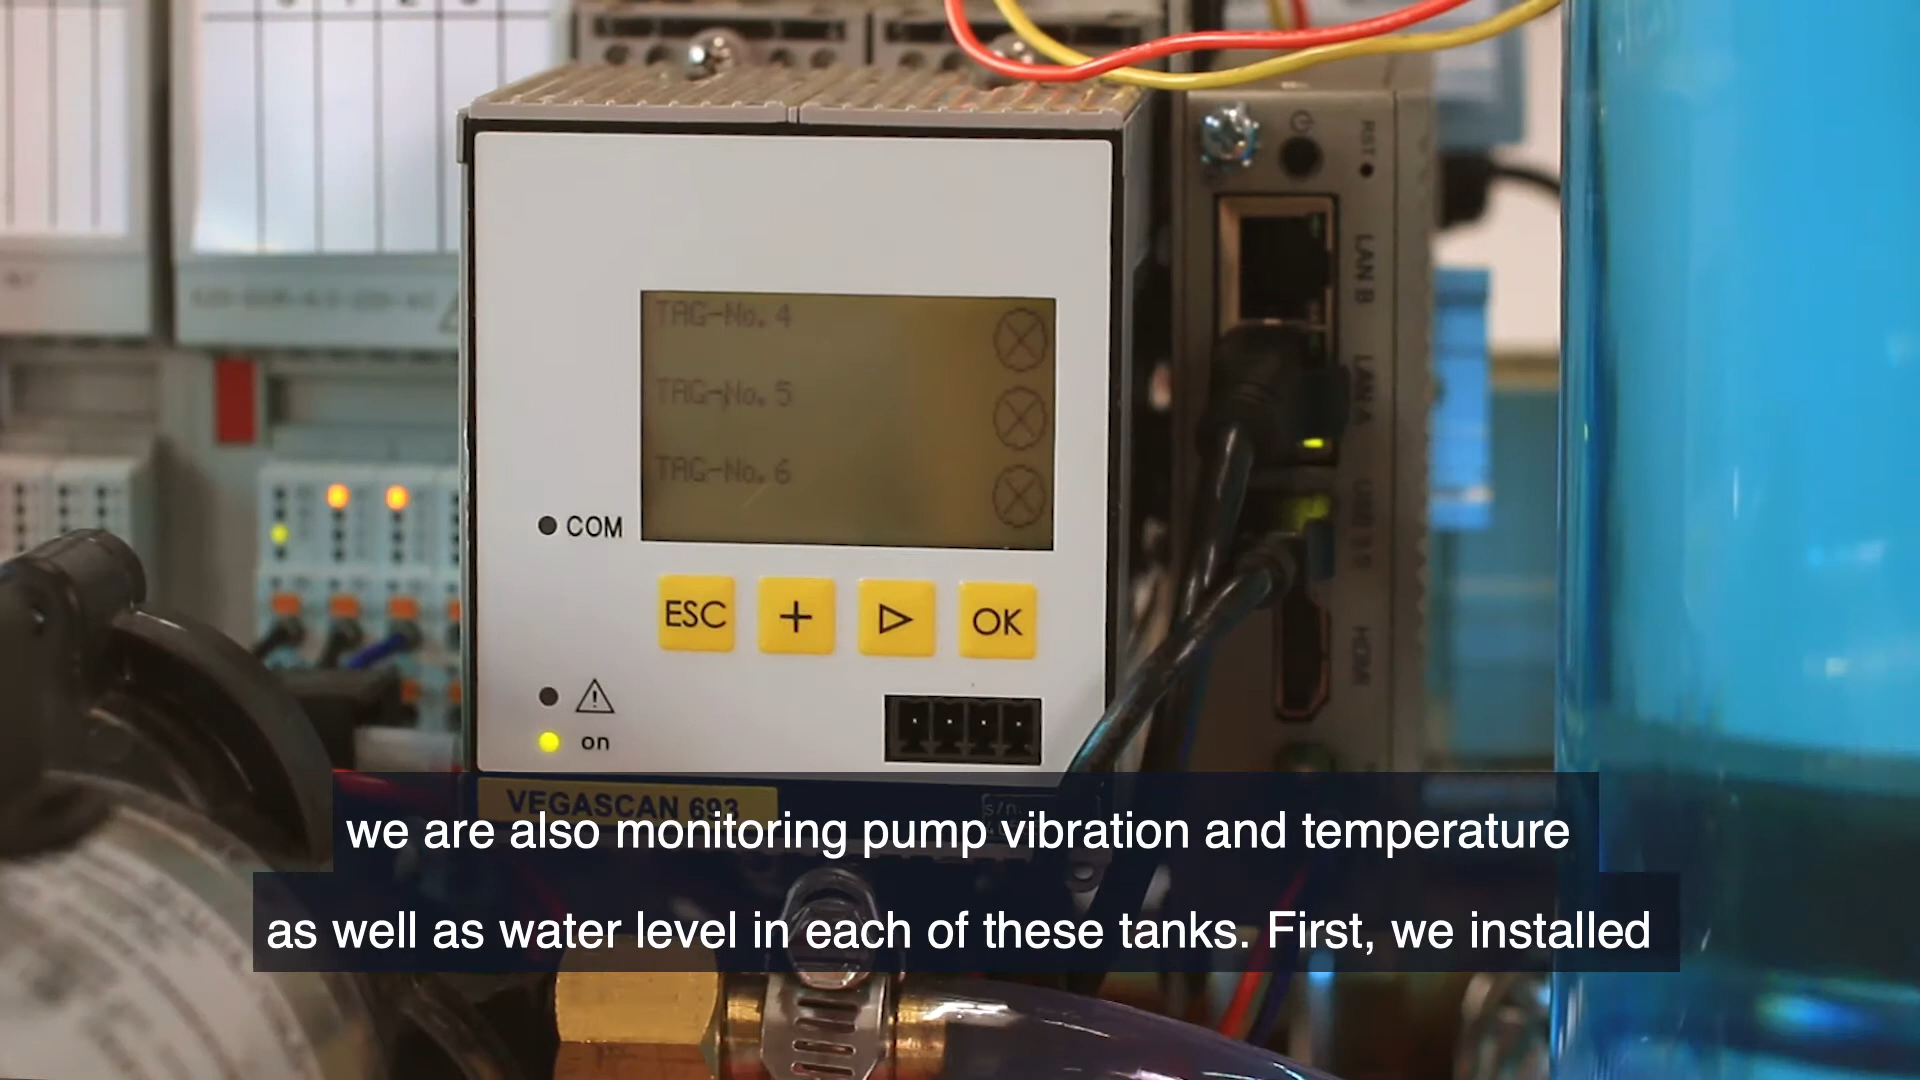 RST
LAN B
TAG-No. 4
TAG-No. 5
LAN A
TAG-No. 6
COM
ESC + ▷ OK
HDMI
on
VEGASCAN 693
s/n
we are also monitoring pump vibration and temperature
as well as water level in each of these tanks. First, we installed